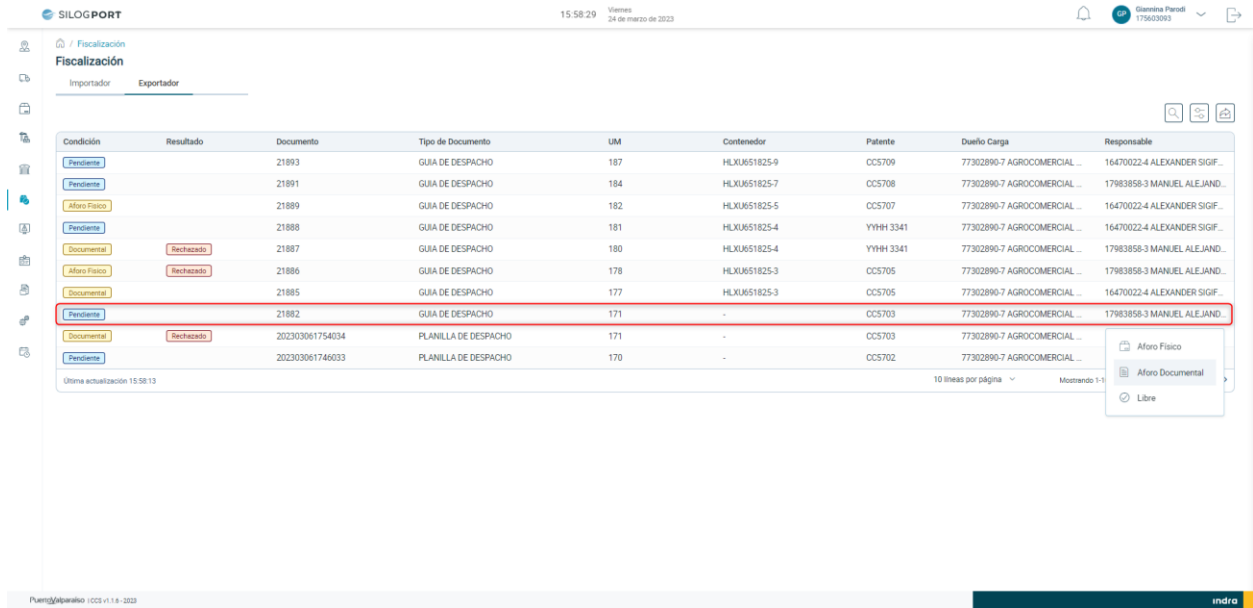 SILOGPORT 15:58:29 Viernes 24 de marzo de 2023 GP Giannina Parodi 175603093
/ Fiscalización
Fiscalización
Importador Exportador
Condición Resultado Documento Tipo de Documento UM Contenedor Patente Dueño Carga Responsable
Pendiente 21893 GUIA DE DESPACHO 187 HLXU651825-9 CC5709 77302890-7 AGROCOMERCIAL ... 16470022-4 ALEXANDER SIGIF...
Pendiente 21891 GUIA DE DESPACHO 184 HLXU651825-7 CC5708 77302890-7 AGROCOMERCIAL ... 17983858-3 MANUEL ALEJAND...
Aforo Fisico 21889 GUIA DE DESPACHO 182 HLXU651825-5 CC5707 77302890-7 AGROCOMERCIAL ... 16470022-4 ALEXANDER SIGIF...
Pendiente 21888 GUIA DE DESPACHO 181 HLXU651825-4 YYHH 3341 77302890-7 AGROCOMERCIAL ... 16470022-4 ALEXANDER SIGIF...
Documental Rechazado 21887 GUIA DE DESPACHO 180 HLXU651825-4 YYHH 3341 77302890-7 AGROCOMERCIAL ... 17983858-3 MANUEL ALEJAND...
Aforo Fisico Rechazado 21886 GUIA DE DESPACHO 178 HLXU651825-3 CC5705 77302890-7 AGROCOMERCIAL ... 17983858-3 MANUEL ALEJAND...
Documental 21885 GUIA DE DESPACHO 177 HLXU651825-3 CC5705 77302890-7 AGROCOMERCIAL ... 16470022-4 ALEXANDER SIGIF...
Pendiente 21882 GUIA DE DESPACHO 171 - CC5703 77302890-7 AGROCOMERCIAL ... 17983858-3 MANUEL ALEJAND...
Documental Rechazado 202303061754034 PLANILLA DE DESPACHO 171 - CC5703 77302890-7 AGROCOMERCIAL ...
Pendiente 202303061746033 PLANILLA DE DESPACHO 170 - CC5702 77302890-7 AGROCOMERCIAL ...
Última actualización 15:58:13 10 líneas por página Mostrando 1-1
Aforo Físico
Aforo Documental
Libre
PuertoValparaíso | CCS v1.1.6 - 2023 indra